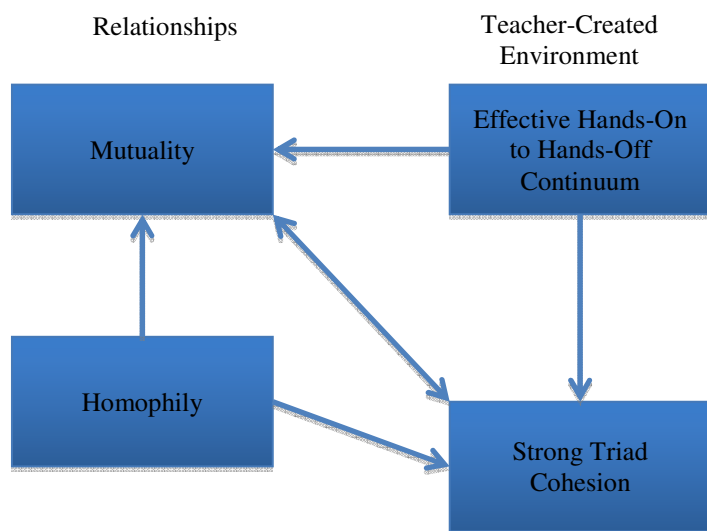 Relationships
Teacher-Created
Environment
Mutuality
Effective Hands-On
to Hands-Off
Continuum
Homophily
Strong Triad
Cohesion